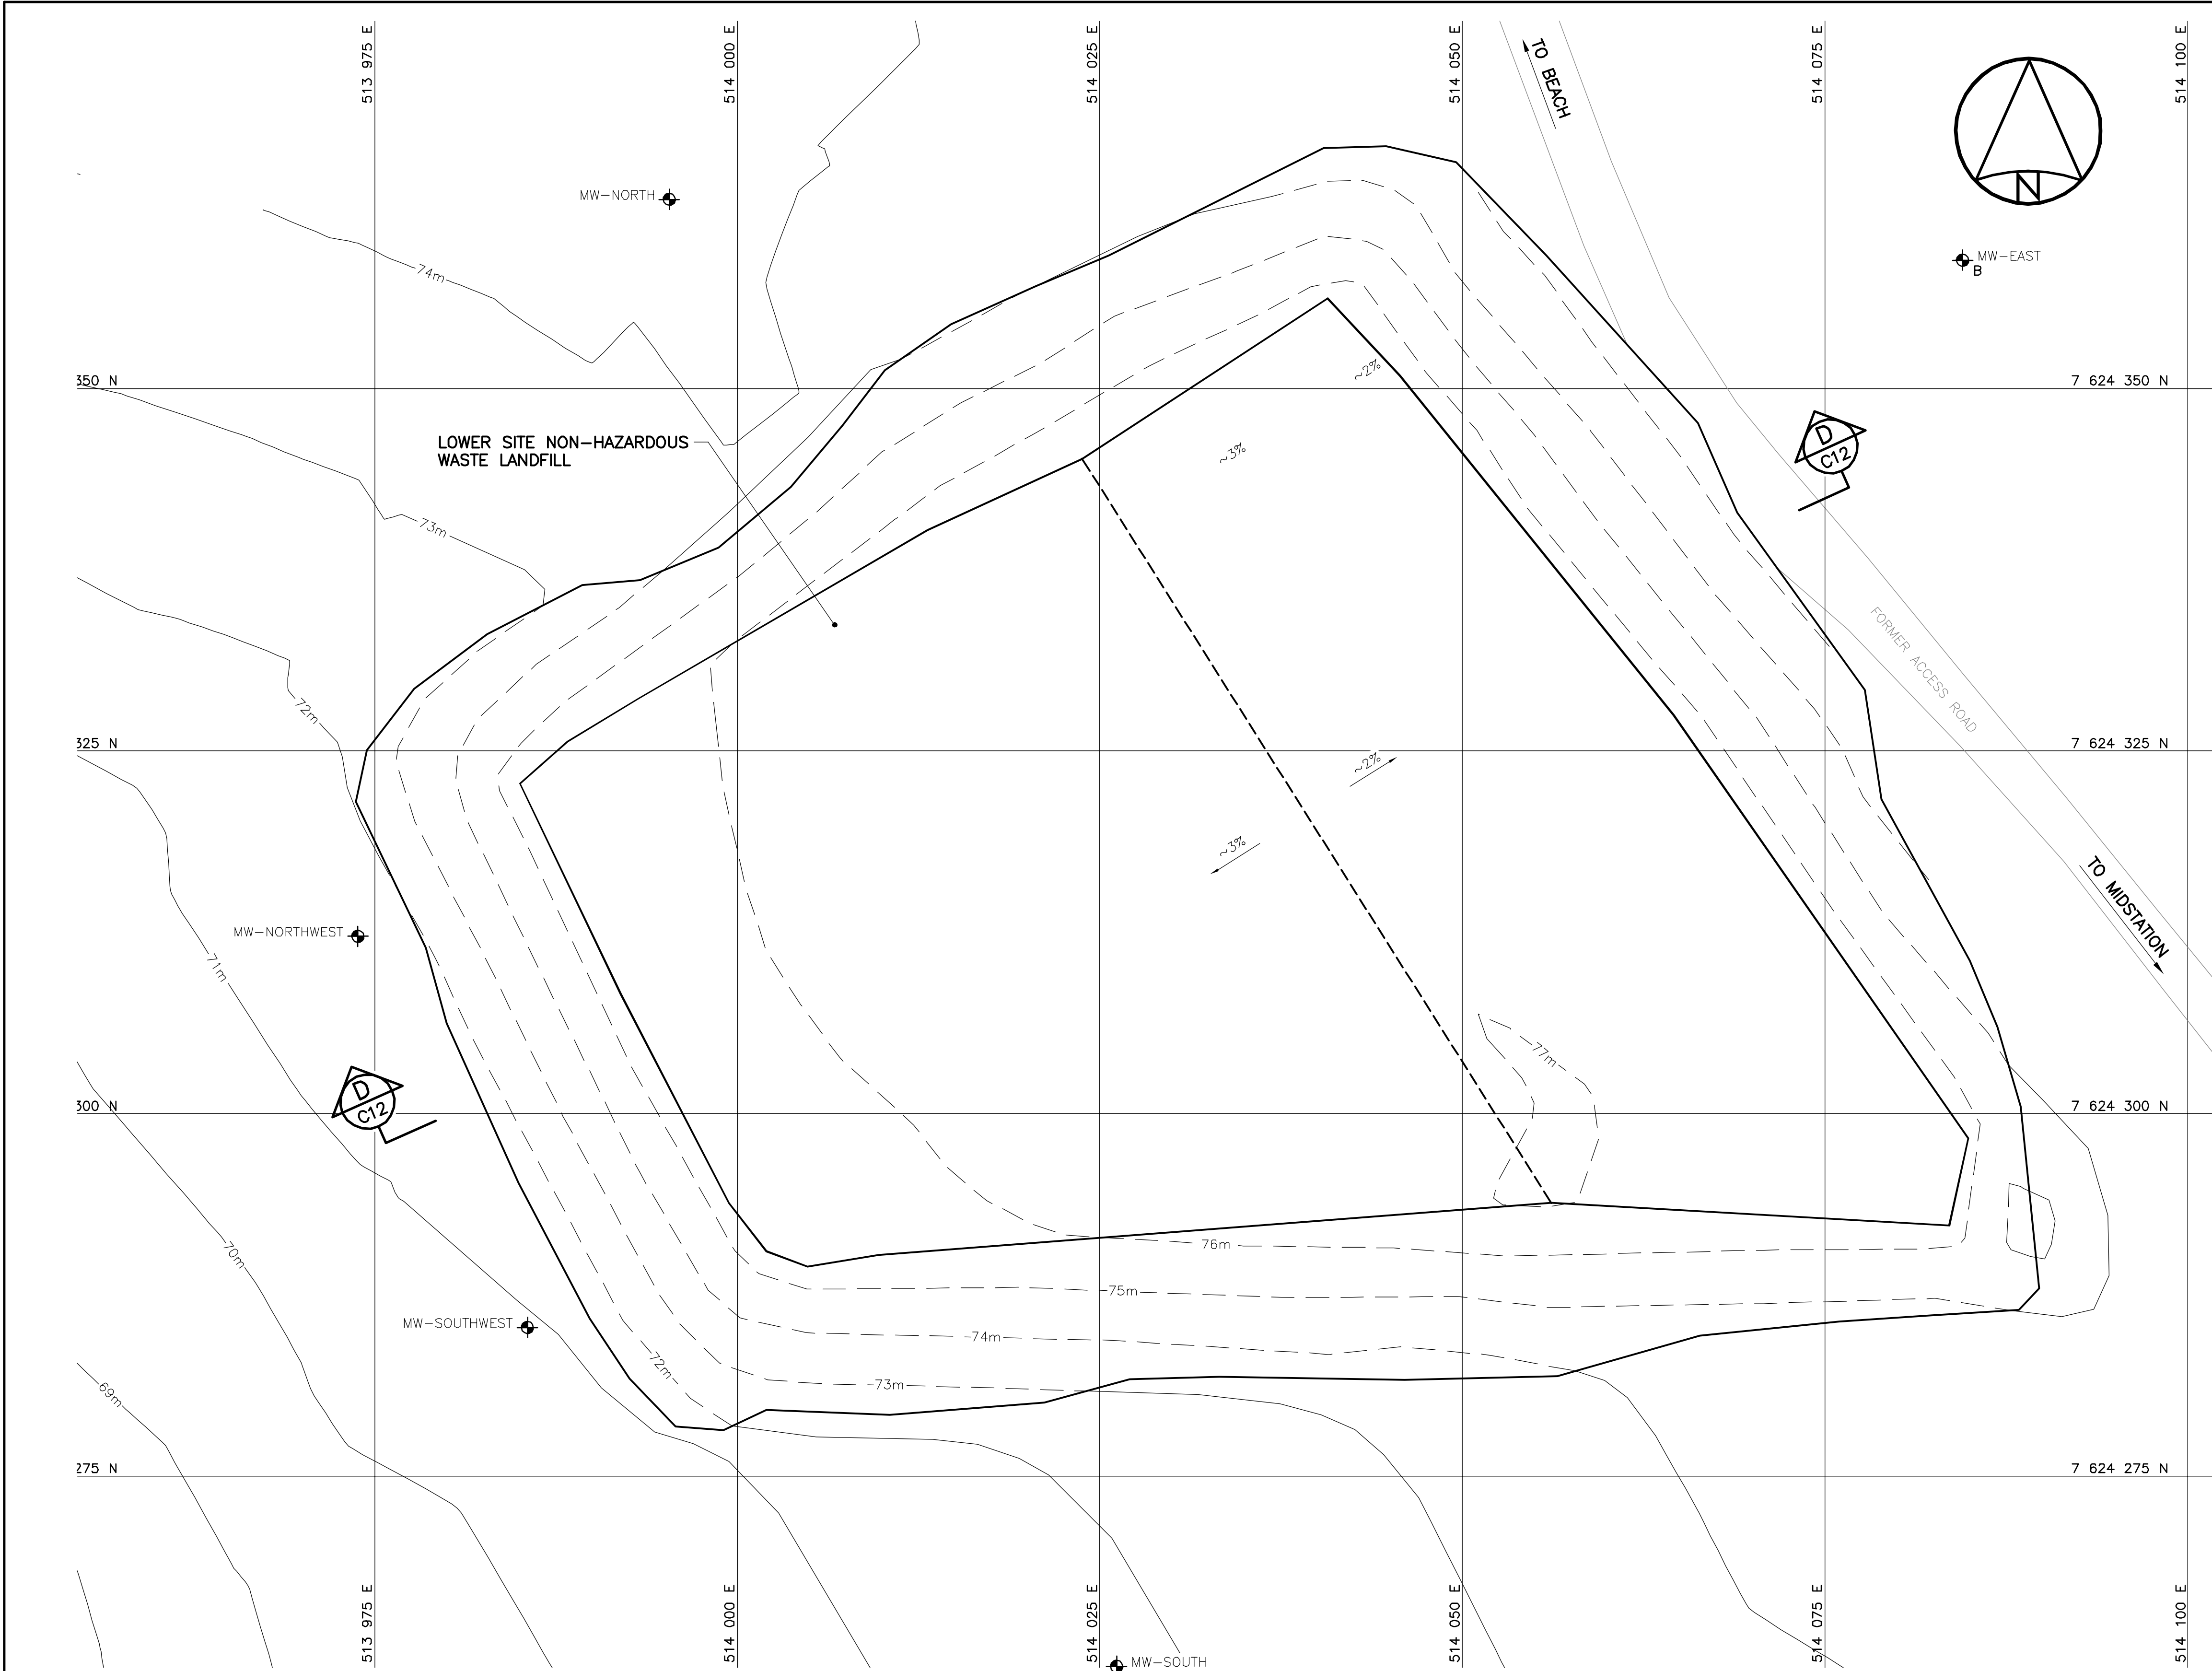 513 975 E
514 000 E
514 025 E
514 050 E
514 075 E
514 100 E
TO BEACH
N
MW-NORTH
MW-EAST
B
74m
~2%
350 N
7 624 350 N
LOWER SITE NON-HAZARDOUS
WASTE LANDFILL
~3%
D
C12
73m
FORMER ACCESS ROAD
72m
325 N
7 624 325 N
~2%
~3%
TO MIDSTATION
MW-NORTHWEST
71m
77m
D
C12
300 N
7 624 300 N
70m
76m
75m
MW-SOUTHWEST
74m
72m
73m
69m
275 N
7 624 275 N
513 975 E
514 000 E
514 025 E
514 050 E
514 075 E
514 100 E
MW-SOUTH